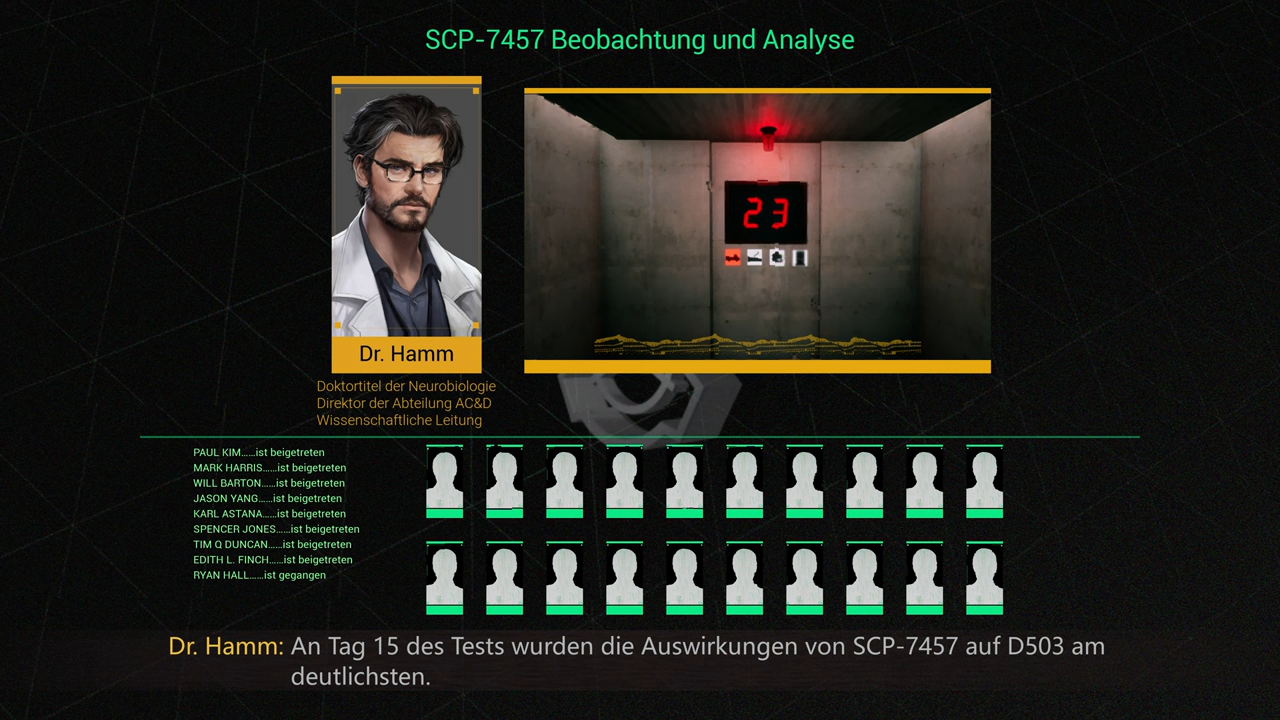 SCP-7457 Beobachtung und Analyse
23
Dr. Hamm
Doktortitel der Neurobiologie
Direktor der Abteilung AC&D
Wissenschaftliche Leitung
PAUL KIM......ist beigetreten
MARK HARRIS......ist beigetreten
WILL BARTON......ist beigetreten
JASON YANG......ist beigetreten
KARL ASTANA......ist beigetreten
SPENCER JONES......ist beigetreten
TIM Q DUNCAN......ist beigetreten
EDITH L. FINCH......ist beigetreten
RYAN HALL......ist gegangen
Dr. Hamm: An Tag 15 des Tests wurden die Auswirkungen von SCP-7457 auf D503 am
deutlichsten.